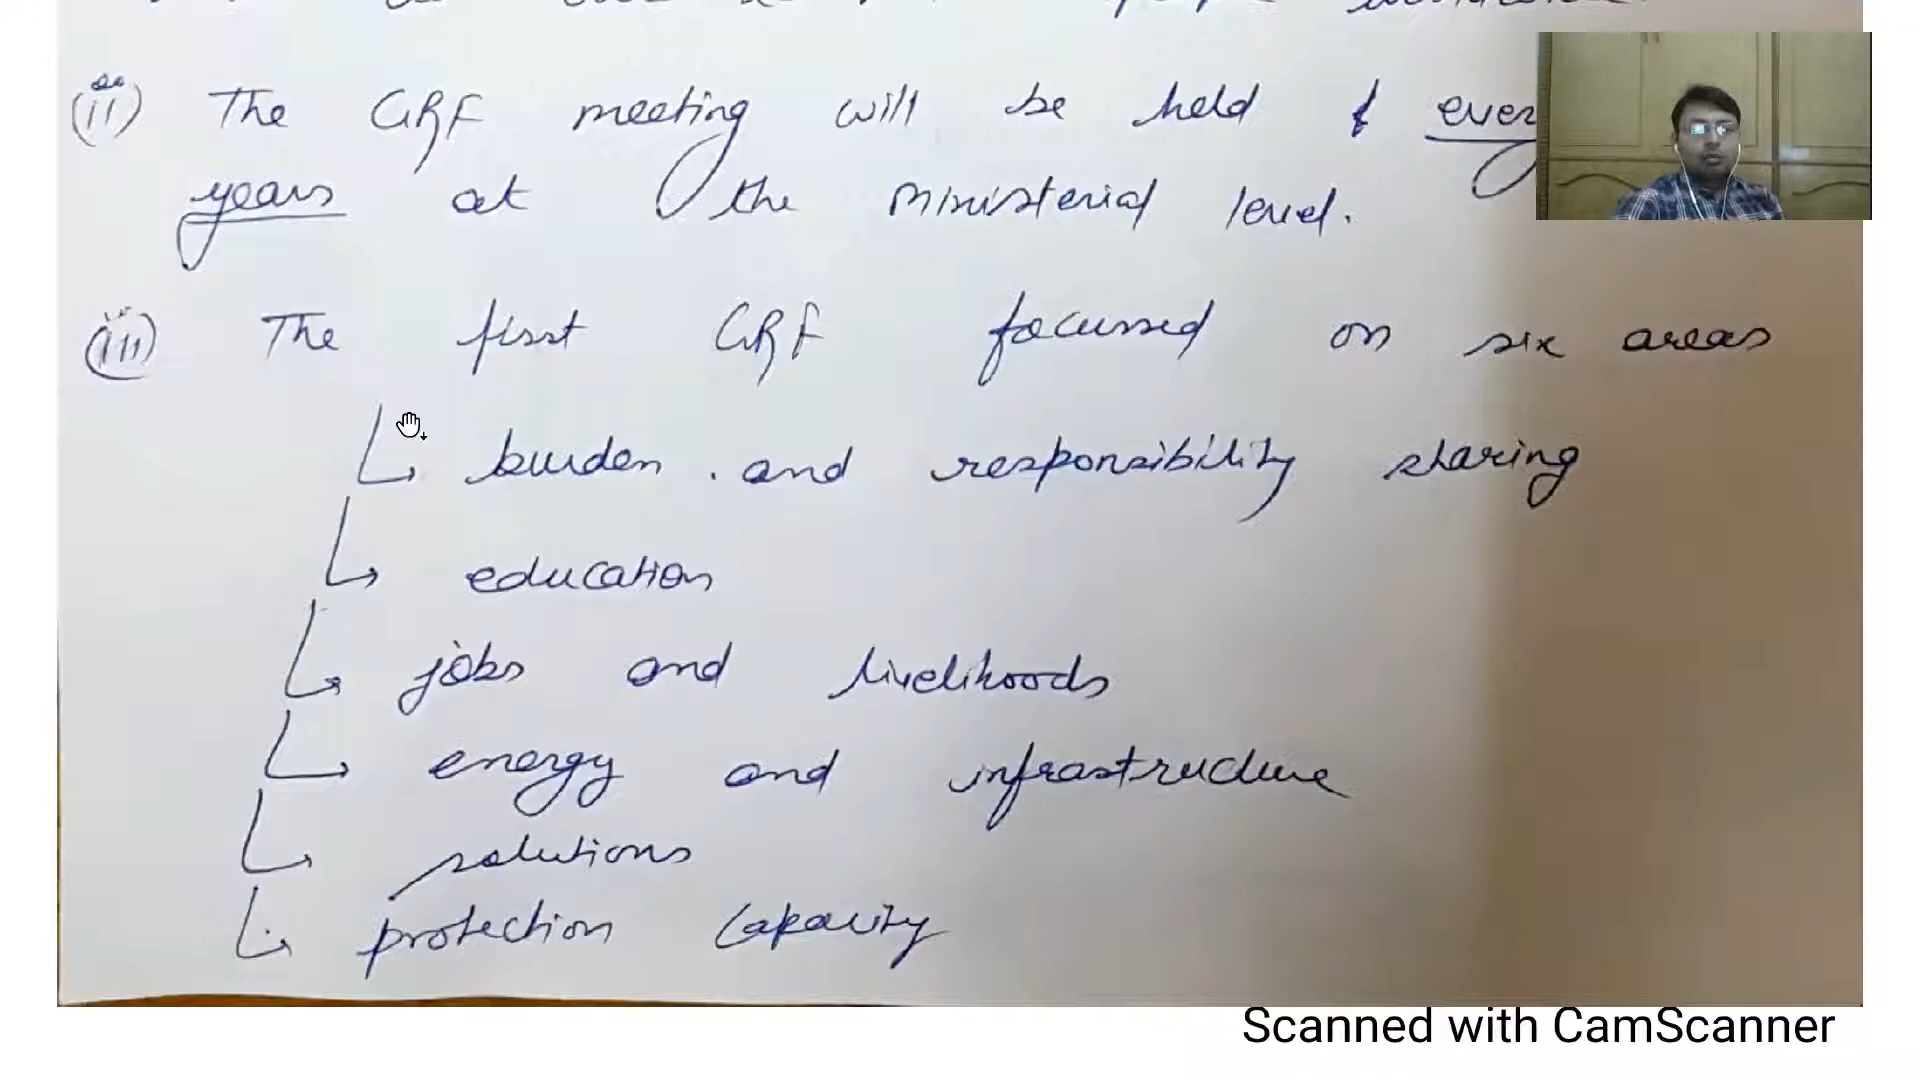 (ii) The GRF meeting will be held every
years at the ministerial level.
(iii) The first GRF focussed on six areas
burden and responsibility sharing
education
jobs and livelihoods
energy and infrastructure
solutions
protection capacity
Scanned with CamScanner